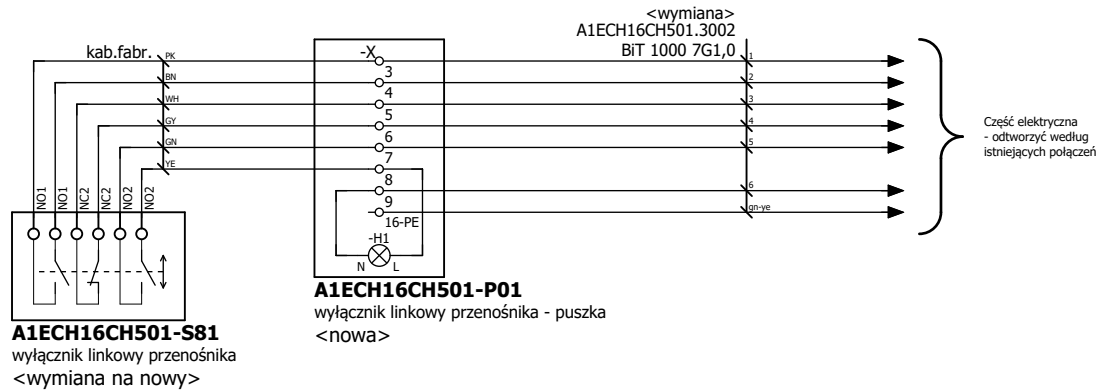 <wymiana>
A1ECH16CH501.3002
BiT 1000 7G1,0
kab.fabr.
-X
PK
BN
WH
GY
GN
YE
3
4
5
6
7
8
9
16-PE
-H1
N L
1
2
3
4
5
6
gn-ye
Część elektryczna
- odtworzyć według
istniejących połączeń
NO1
NO1
NC2
NC2
NO2
NO2
A1ECH16CH501-P01
wyłącznik linkowy przenośnika - puszka
<nowa>
A1ECH16CH501-S81
wyłącznik linkowy przenośnika
<wymiana na nowy>